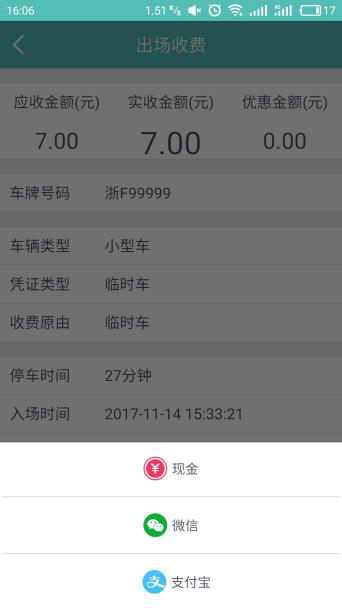 16:06 1.51 K/s 4G 17
出场收费
应收金额(元) 实收金额(元) 优惠金额(元)
7.00 7.00 0.00
车牌号码 浙F99999
车辆类型 小型车
凭证类型 临时车
收费原由 临时车
停车时间 27分钟
入场时间 2017-11-14 15:33:21
现金
微信
支付宝